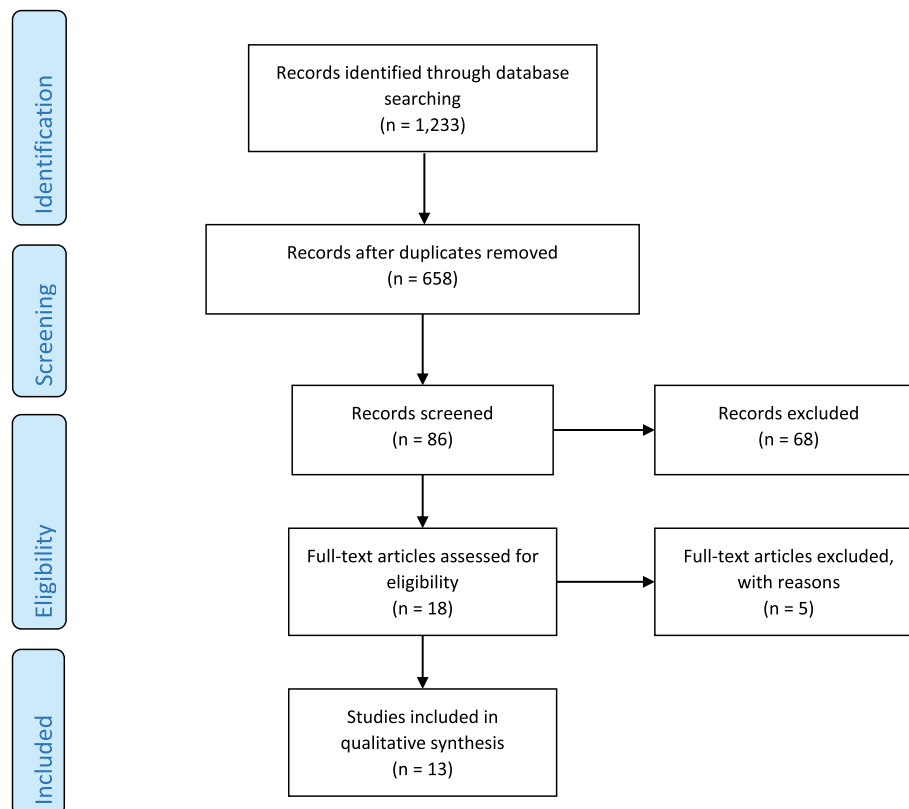 Identification
Records identified through database
searching
(n = 1,233)
Records after duplicates removed
(n = 658)
Screening
Records screened
(n = 86)
Records excluded
(n = 68)
Eligibility
Full-text articles assessed for
eligibility
(n = 18)
Full-text articles excluded,
with reasons
(n = 5)
Included
Studies included in
qualitative synthesis
(n = 13)